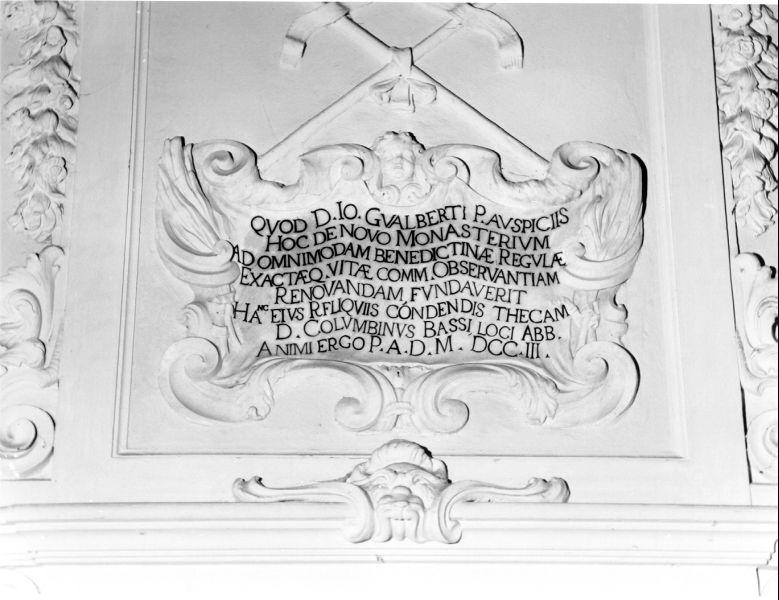 QVOD D.IO.GVALBERTI P.AVSPICIIS
HOC DE NOVO MONASTERIVM
AD OMNIMODAM BENEDICTINÆ REGVLÆ
EXACTÆQ.VITÆ COMM.OBSERVANTIAM
RENOVANDAM FVNDAVERIT
HANC EIVS RFLIQVIIS CONDENDIS THECAM
D.COLVMBINVS BASSI LOCI ABB.
ANIMI ERGO P.A.D.M.DCC.III.